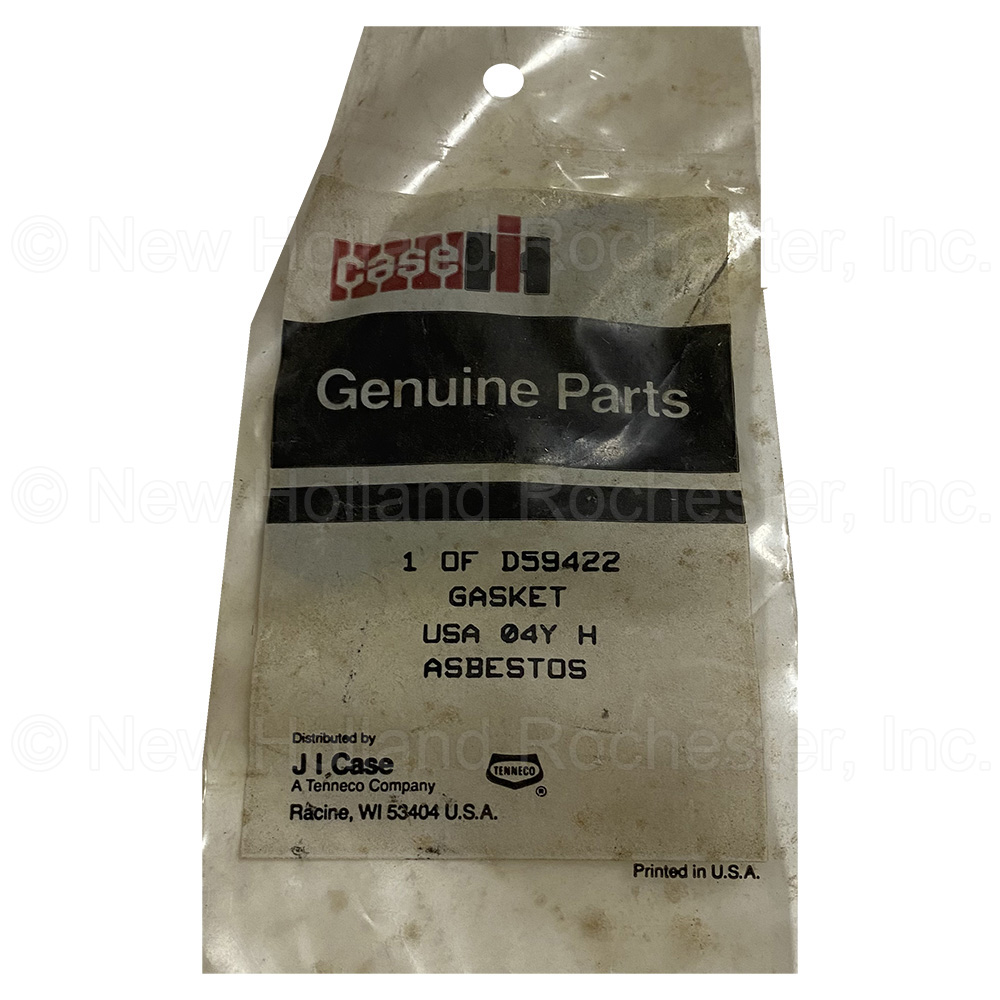 © New Holland Rochester, Inc.
case IH
Genuine Parts
© New Holland Rochester, Inc.
1 OF D59422
GASKET
USA 04Y H
ASBESTOS
© New Holland Rochester, Inc.
Distributed by
J I Case
A Tenneco Company
TENNECO
®
Racine, WI 53404 U.S.A.
Printed in U.S.A.